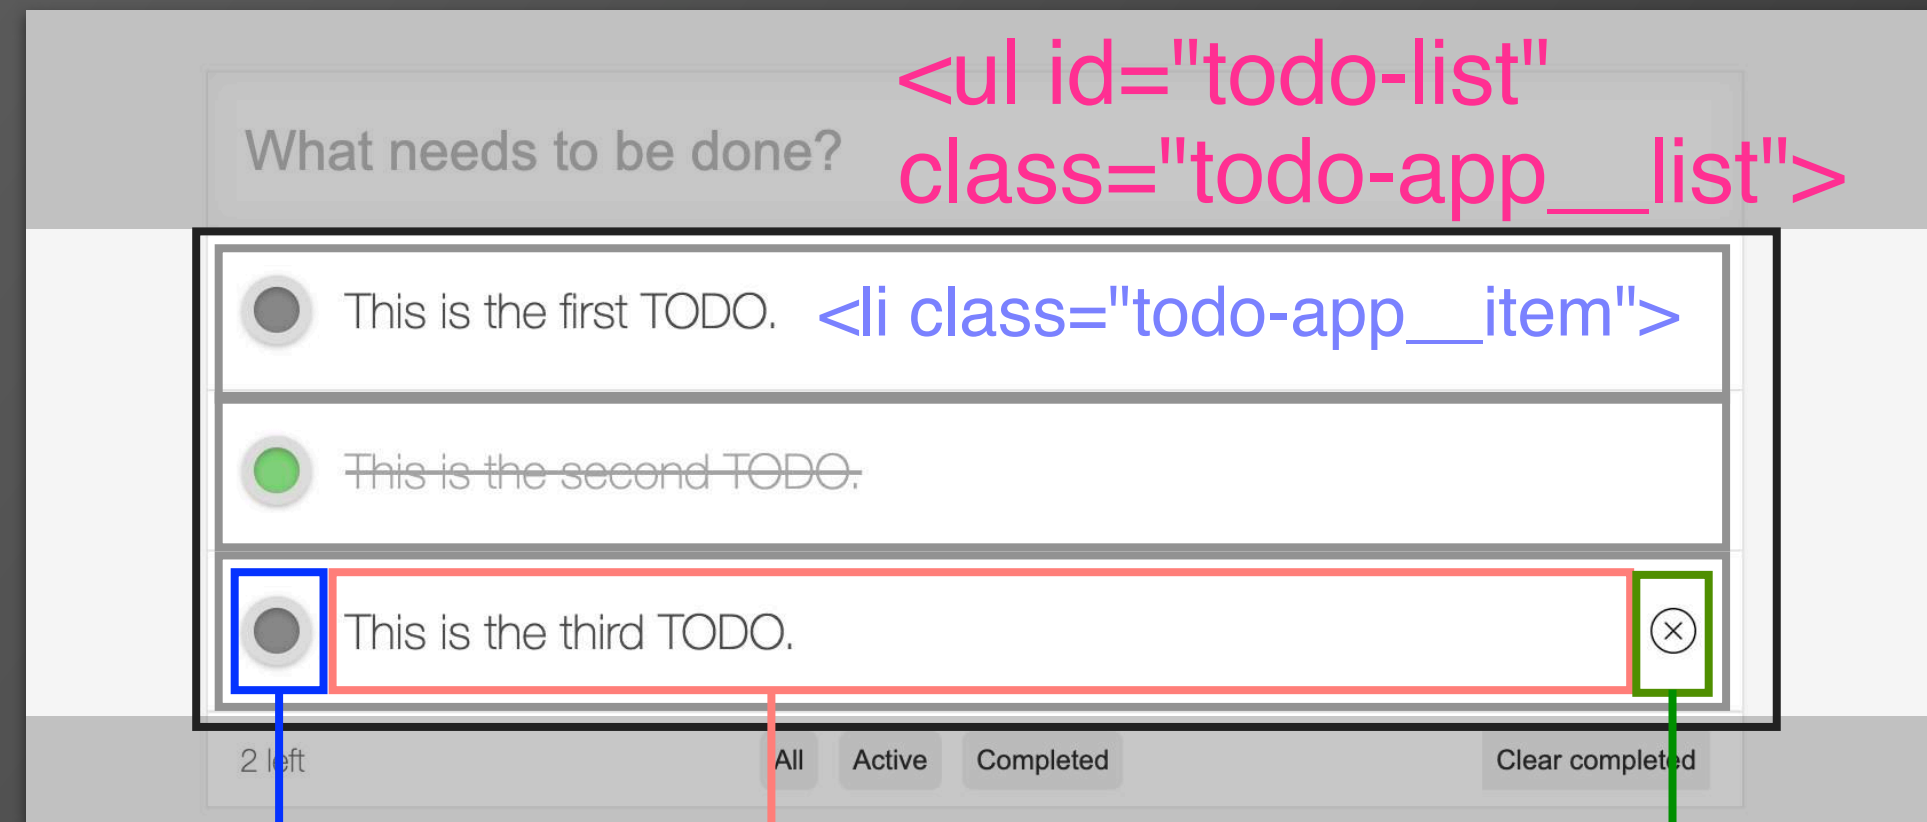 <ul id="todo-list"
class="todo-app__list">
What needs to be done?
This is the first TODO.
<li class="todo-app__item">
This is the second TODO.
This is the third TODO.
2 left
All
Active
Completed
Clear completed